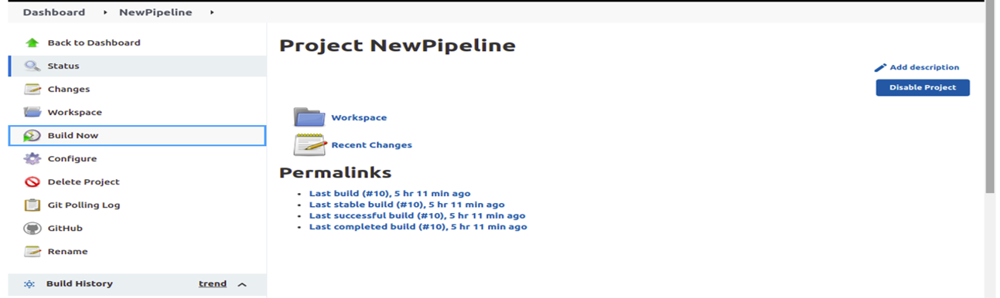 Dashboard NewPipeline
Back to Dashboard
Status
Changes
Workspace
Build Now
Configure
Delete Project
Git Polling Log
GitHub
Rename
Build History trend
Project NewPipeline
Add description
Disable Project
Workspace
Recent Changes
Permalinks
Last build (#10), 5 hr 11 min ago
Last stable build (#10), 5 hr 11 min ago
Last successful build (#10), 5 hr 11 min ago
Last completed build (#10), 5 hr 11 min ago